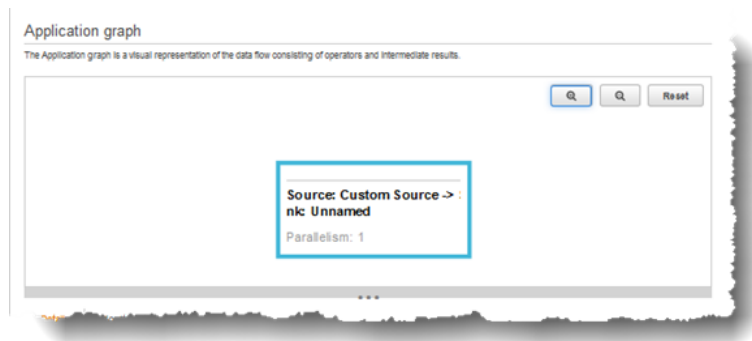 Application graph
The Application graph is a visual representation of the data flow consisting of operators and intermediate results.
Reset
Source: Custom Source -> 
nk: Unnamed
Parallelism: 1